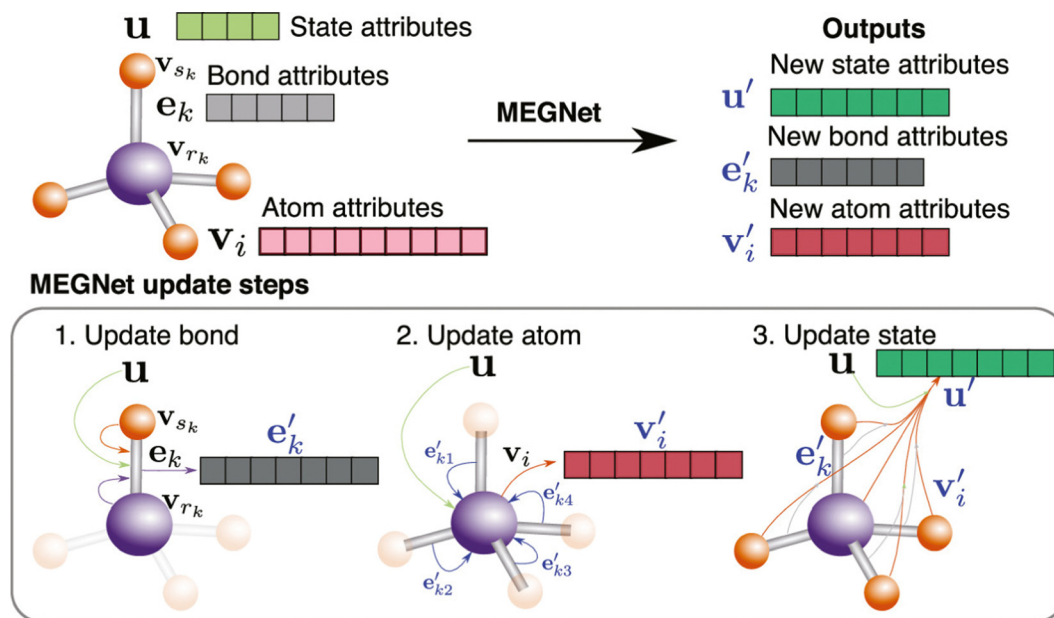 u State attributes
v_{s_k} Bond attributes
e_k
v_{r_k}
Atom attributes
v_i
MEGNet
Outputs
New state attributes
u′
New bond attributes
e′_k
New atom attributes
v′_i
MEGNet update steps
1. Update bond
u
v_{s_k}
e_k
e′_k
v_{r_k}
2. Update atom
u
e′_{k1}
v_i
v′_i
e′_{k4}
e′_{k2}
e′_{k3}
3. Update state
u
u′
e′_k
v′_i